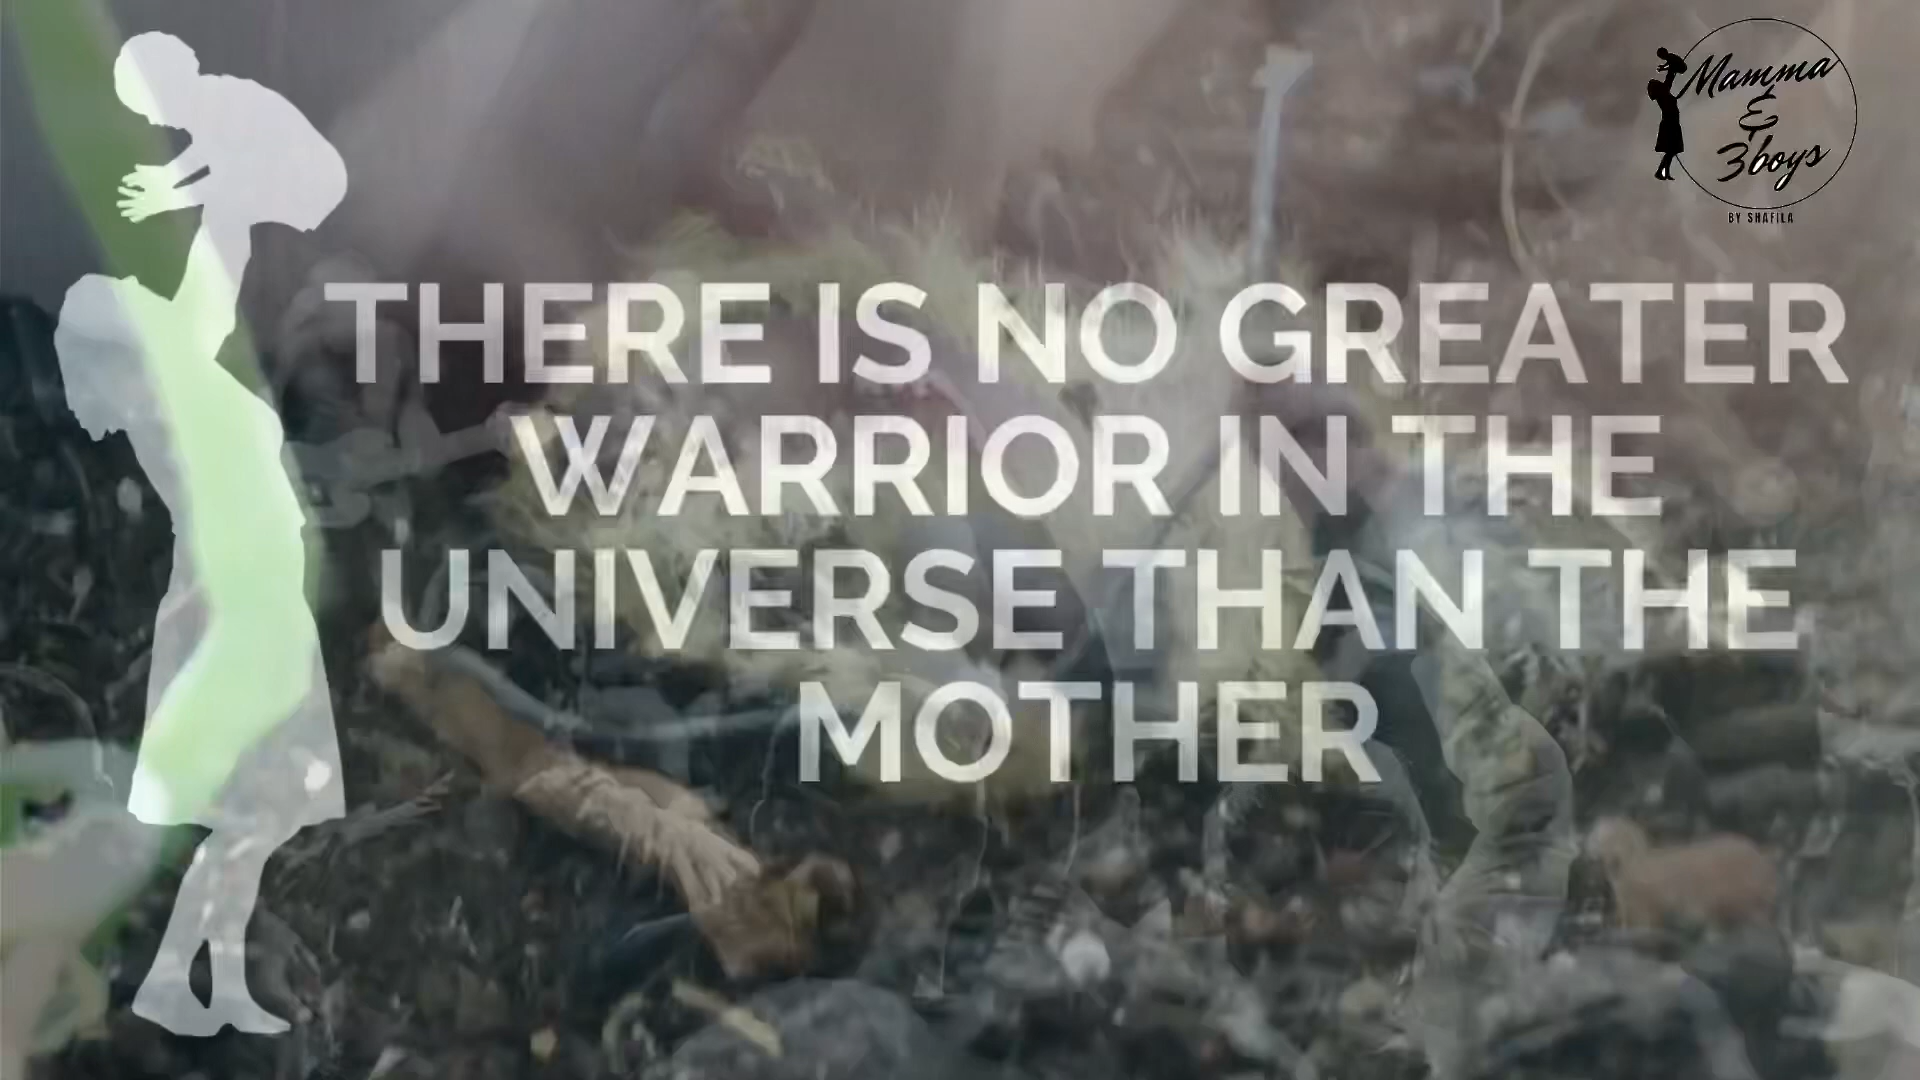 Mamma
&
3boys
BY SHAFILA
THERE IS NO GREATER
WARRIOR IN THE
UNIVERSE THAN THE
MOTHER